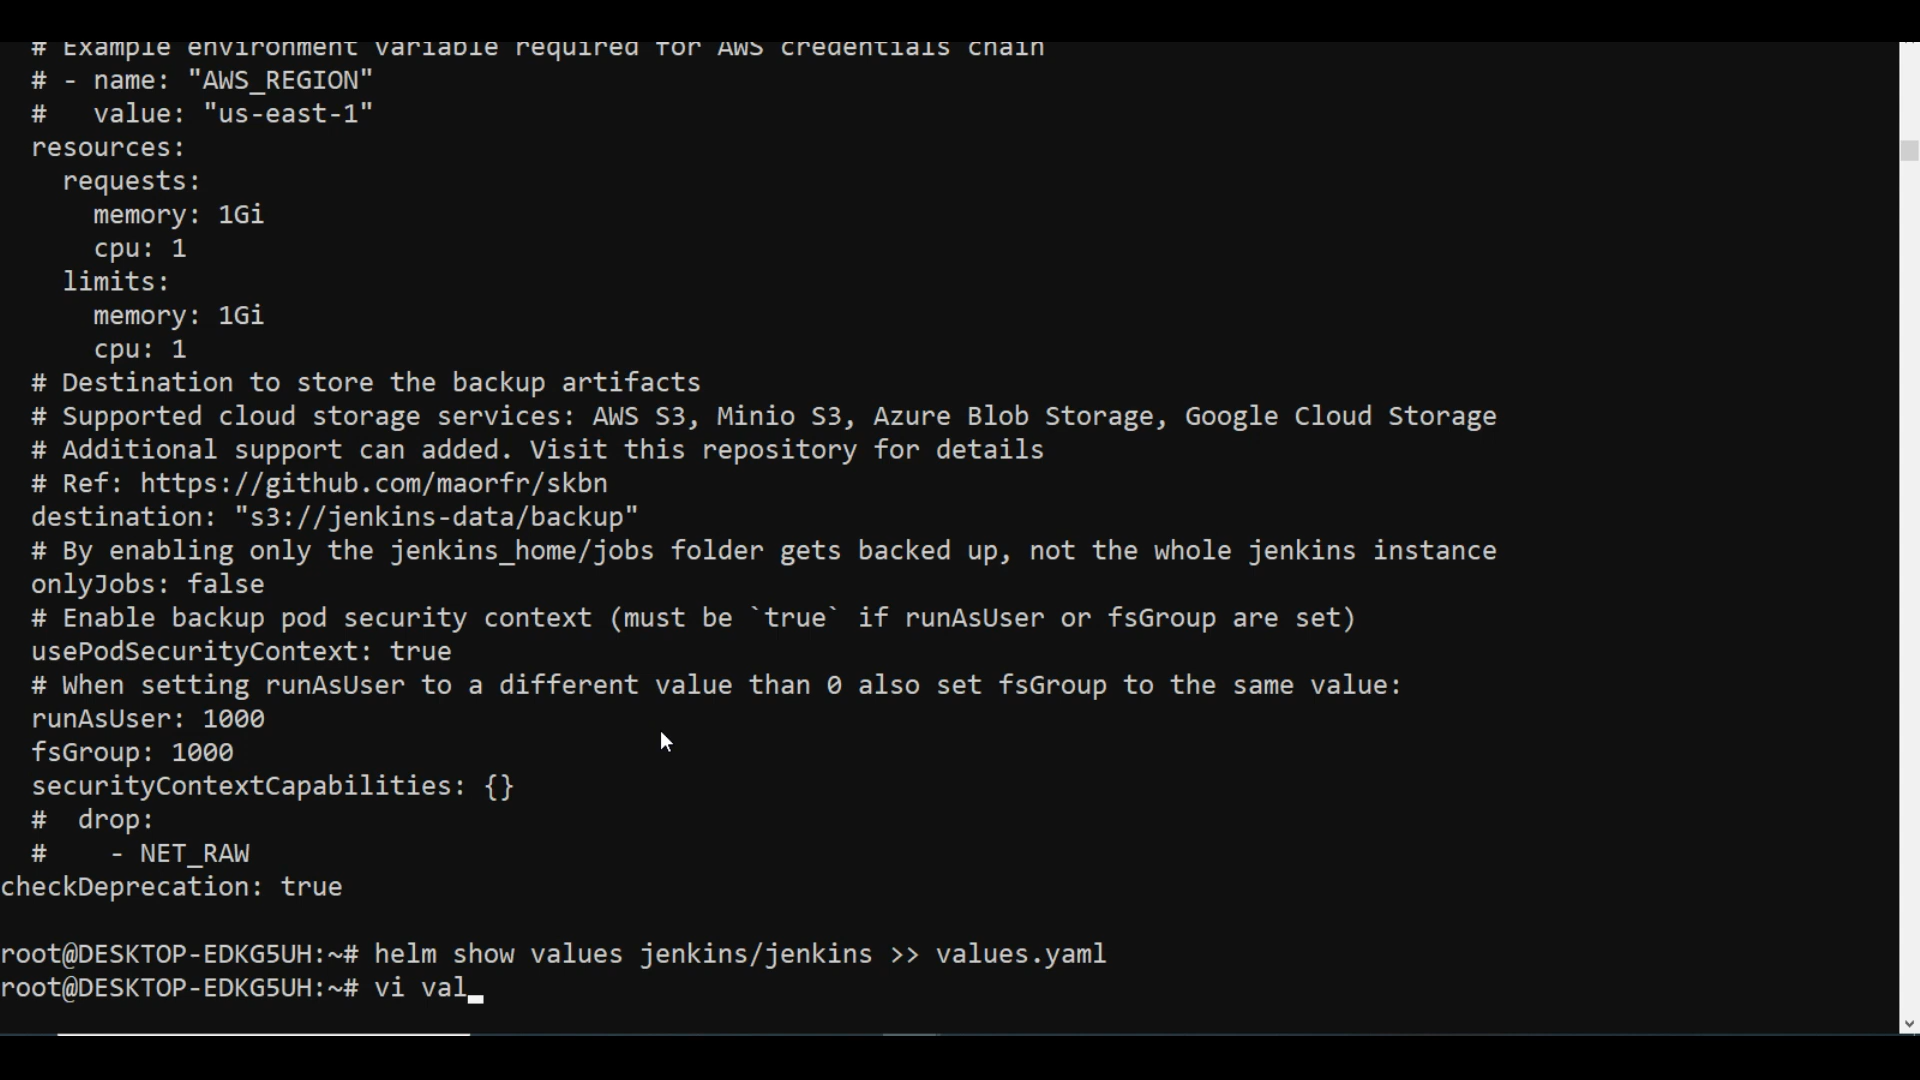 # Example environment variable required for AWS credentials chain
# - name: "AWS_REGION"
#   value: "us-east-1"
resources:
requests:
memory: 1Gi
cpu: 1
limits:
memory: 1Gi
cpu: 1
# Destination to store the backup artifacts
# Supported cloud storage services: AWS S3, Minio S3, Azure Blob Storage, Google Cloud Storage
# Additional support can added. Visit this repository for details
# Ref: https://github.com/maorfr/skbn
destination: "s3://jenkins-data/backup"
# By enabling only the jenkins_home/jobs folder gets backed up, not the whole jenkins instance
onlyJobs: false
# Enable backup pod security context (must be `true` if runAsUser or fsGroup are set)
usePodSecurityContext: true
# When setting runAsUser to a different value than 0 also set fsGroup to the same value:
runAsUser: 1000
fsGroup: 1000
securityContextCapabilities: {}
#  drop:
#    - NET_RAW
checkDeprecation: true
root@DESKTOP-EDKG5UH:~# helm show values jenkins/jenkins >> values.yaml
root@DESKTOP-EDKG5UH:~# vi val